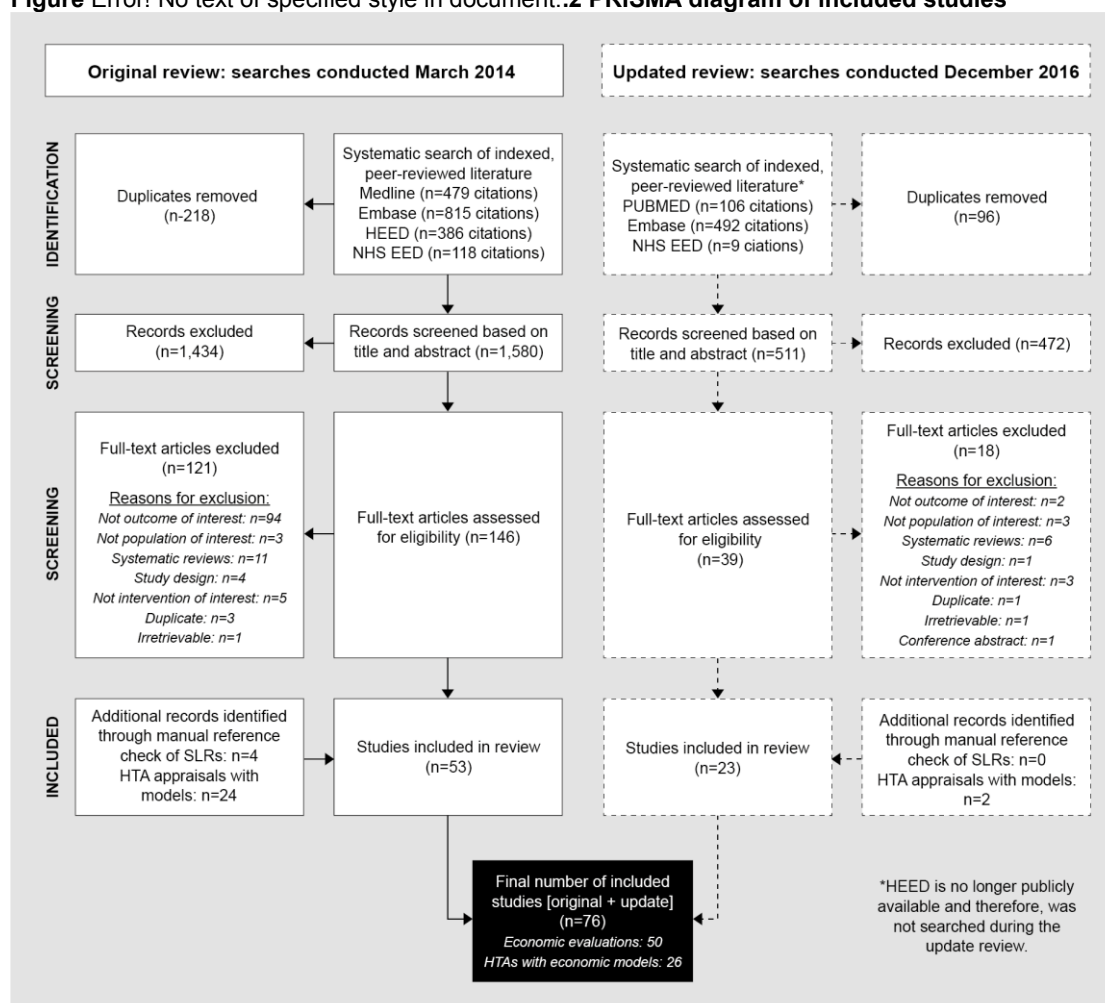 Figure Error! No text of specified style in document..2 PRISMA diagram of included studies
Original review: searches conducted March 2014
Updated review: searches conducted December 2016
IDENTIFICATION
Duplicates removed
(n-218)
Systematic search of indexed,
peer-reviewed literature
Medline (n=479 citations)
Embase (n=815 citations)
HEED (n=386 citations)
NHS EED (n=118 citations)
Systematic search of indexed,
peer-reviewed literature*
PUBMED (n=106 citations)
Embase (n=492 citations)
NHS EED (n=9 ciations)
Duplicates removed
(n=96)
SCREENING
Records excluded
(n=1,434)
Records screened based on
title and abstract (n=1,580)
Records screened based on
title and abstract (n=511)
Records excluded (n=472)
SCREENING
Full-text articles excluded
(n=121)
Reasons for exclusion:
Not outcome of interest: n=94
Not population of interest: n=3
Systematic reviews: n=11
Study design: n=4
Not intervention of interest: n=5
Duplicate: n=3
Irretrievable: n=1
Full-text articles assessed
for eligibility (n=146)
Full-text articles assessed
for eligibility
(n=39)
Full-text articles excluded
(n=18)
Reasons for exclusion:
Not outcome of interest: n=2
Not population of interest: n=3
Systematic reviews: n=6
Study design: n=1
Not intervention of interest: n=3
Duplicate: n=1
Irretrievable: n=1
Conference abstract: n=1
INCLUDED
Additional records identified
through manual reference
check of SLRs: n=4
HTA appraisals with
models: n=24
Studies included in review
(n=53)
Studies included in review
(n=23)
Additional records identified
through manual reference
check of SLRs: n=0
HTA appraisals with models:
n=2
Final number of included
studies [original + update]
(n=76)
Economic evaluations: 50
HTAs with economic models: 26
*HEED is no longer publicly
available and therefore, was
not searched during the
update review.